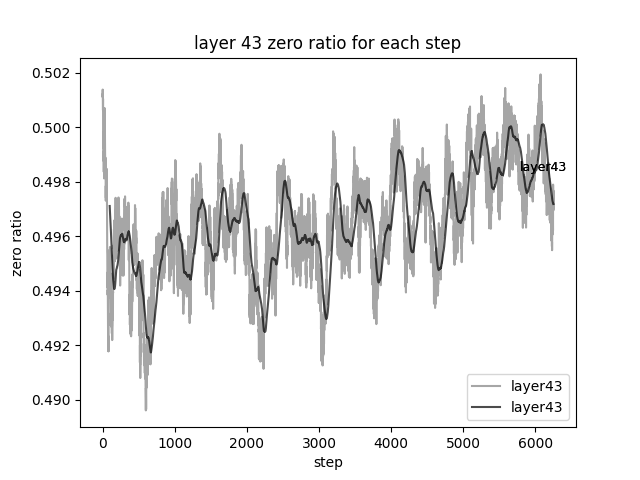 layer 43 zero ratio for each step
zero ratio
0.502
0.500
0.498
0.496
0.494
0.492
0.490
layer43
layer43
layer43
0
1000
2000
3000
4000
5000
6000
step